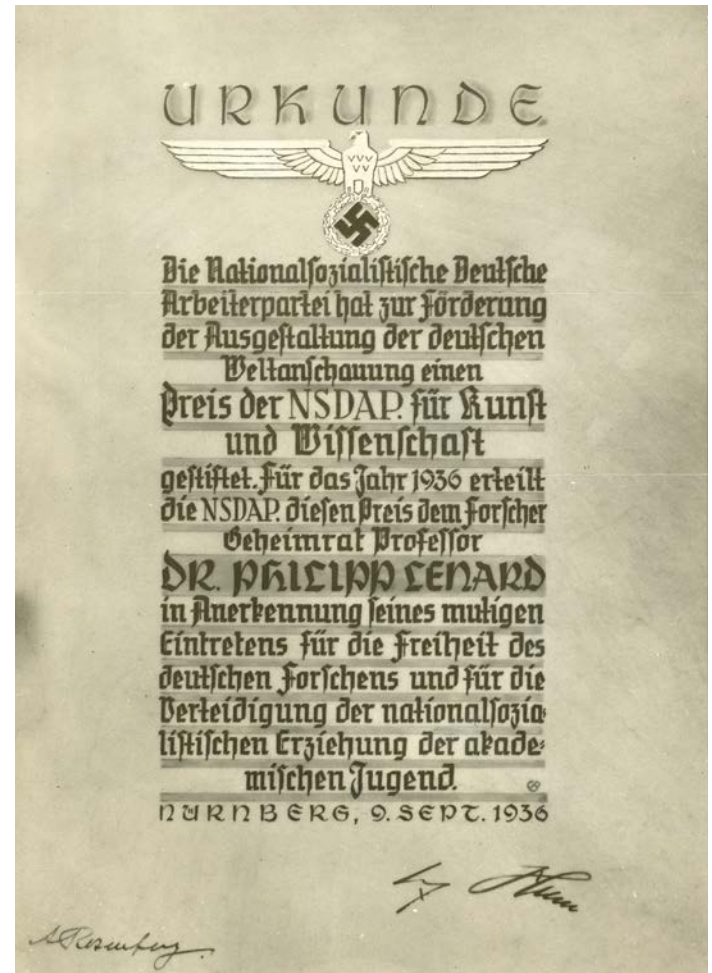 URKUNDE
Die Nationalsozialistische Deutsche
Arbeiterpartei hat zur Förderung
der Ausgestaltung der deutschen
Weltanschauung einen
Preis der NSDAP. für Kunst
und Wissenschaft
gestiftet. Für das Jahr 1936 erteilt
die NSDAP. diesen Preis dem Forscher
Geheimrat Professor
DR. PHILIPP LENARD
in Anerkennung seines mutigen
Eintretens für die Freiheit des
deutschen Forschens und für die
Verteidigung der nationalsozia-
listischen Erziehung der akade-
mischen Jugend.
NÜRNBERG, 9. SEPT. 1936
A Rosenberg.